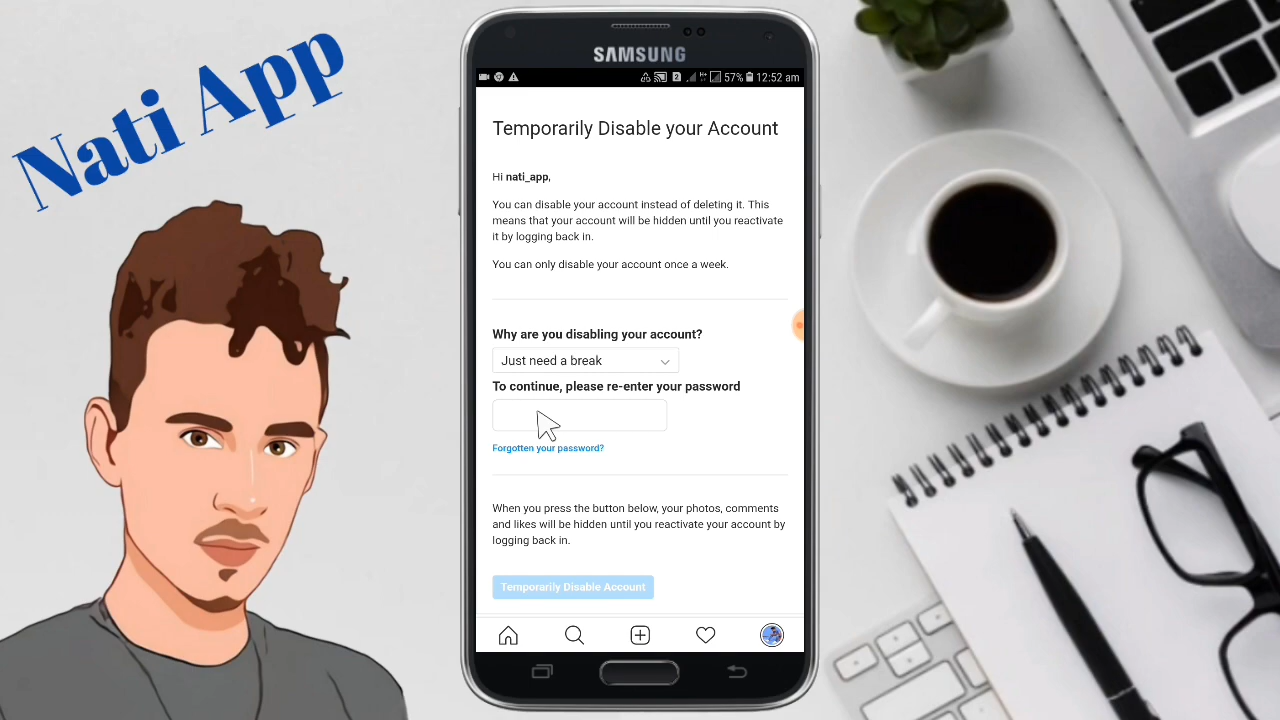 Nati App
SAMSUNG
57% 12:52 am
Temporarily Disable your Account
Hi nati_app,
You can disable your account instead of deleting it. This
means that your account will be hidden until you reactivate
it by logging back in.
You can only disable your account once a week.
Why are you disabling your account?
Just need a break
To continue, please re-enter your password
Forgotten your password?
When you press the button below, your photos, comments
and likes will be hidden until you reactivate your account by
logging back in.
Temporarily Disable Account